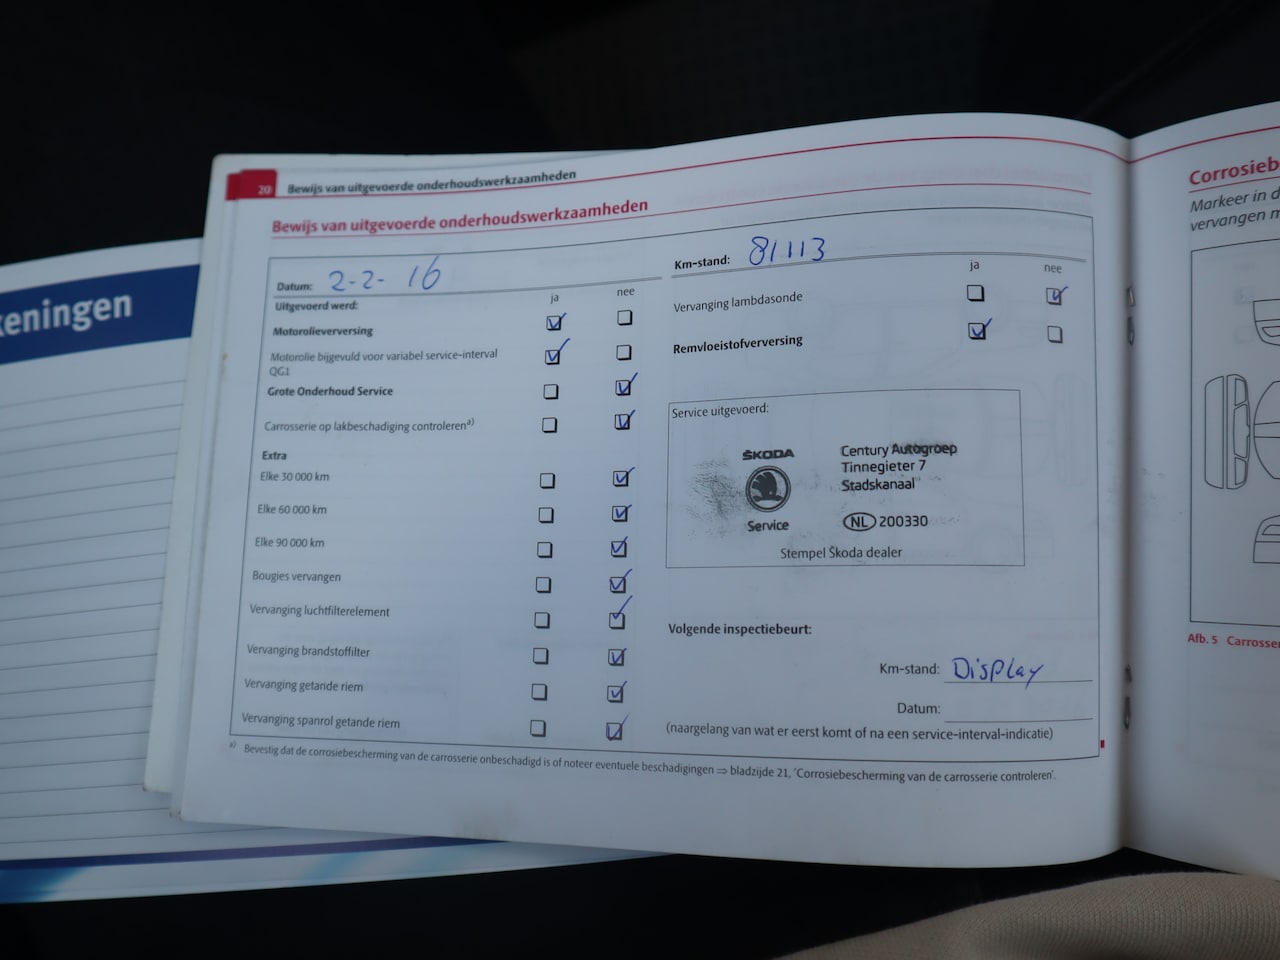 keningen
20 Bewijs van uitgevoerde onderhoudswerkzaamheden
Bewijs van uitgevoerde onderhoudswerkzaamheden
Datum: 2-2-16
Uitgevoerd werd:
ja nee
Motorolieverversing
Motorolie bijgevuld voor variabel service-interval
QG1
Grote Onderhoud Service
Carrosserie op lakbeschadiging controleren a)
Extra
Elke 30 000 km
Elke 60 000 km
Elke 90 000 km
Bougies vervangen
Vervanging luchtfilterelement
Vervanging brandstoffilter
Vervanging getande riem
Vervanging spanrol getande riem
Km-stand: 81113
ja nee
Vervanging lambdasonde
Remvloeistofverversing
Service uitgevoerd:
ŠKODA
Service
Century Autogroep
Tinnegieter 7
Stadskanaal
NL 200330
Stempel Škoda dealer
Volgende inspectiebeurt:
Km-stand: Display
Datum:
(naargelang van wat er eerst komt of na een service-interval-indicatie)
a) Bevestig dat de corrosiebescherming van de carrosserie onbeschadigd is of noteer eventuele beschadigingen ⇒ bladzijde 21, 'Corrosiebescherming van de carrosserie controleren'.
Corrosieb
Markeer in d
vervangen m
Afb. 5 Carrosse